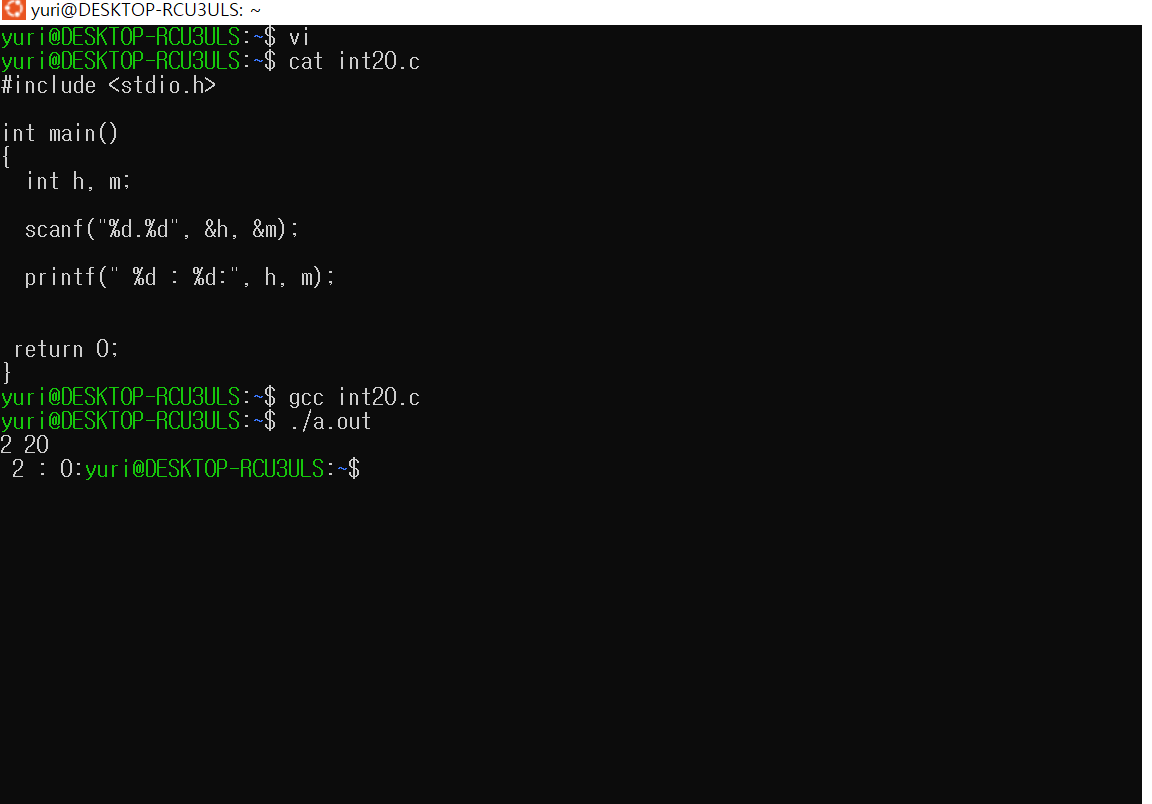 yuri@DESKTOP-RCU3ULS: ~
yuri@DESKTOP-RCU3ULS:~$ vi
yuri@DESKTOP-RCU3ULS:~$ cat int20.c
#include <stdio.h>
int main()
{
int h, m;
scanf("%d.%d", &h, &m);
printf(" %d : %d:", h, m);
return 0;
}
yuri@DESKTOP-RCU3ULS:~$ gcc int20.c
yuri@DESKTOP-RCU3ULS:~$ ./a.out
2 20
2 : 0:yuri@DESKTOP-RCU3ULS:~$